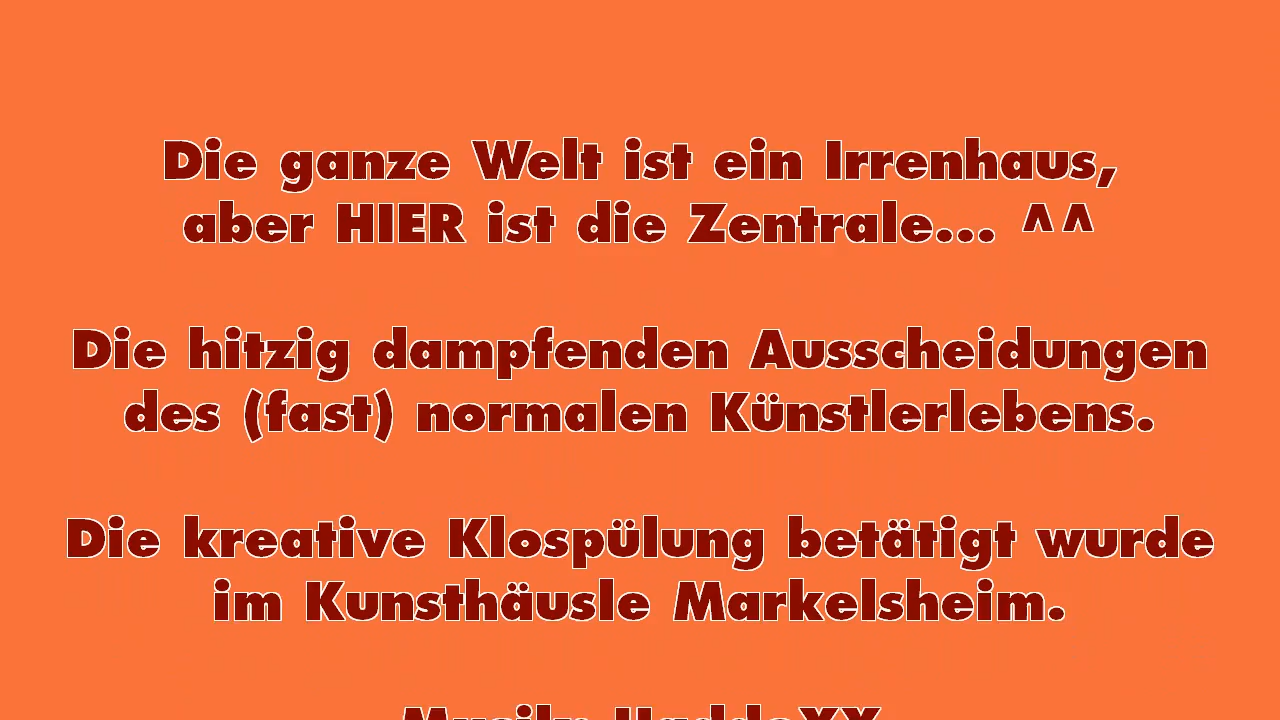 Die ganze Welt ist ein Irrenhaus,
aber HIER ist die Zentrale... ^^
Die hitzig dampfenden Ausscheidungen
des (fast) normalen Künstlerlebens.
Die kreative Klospülung betätigt wurde
im Kunsthäusle Markelsheim.